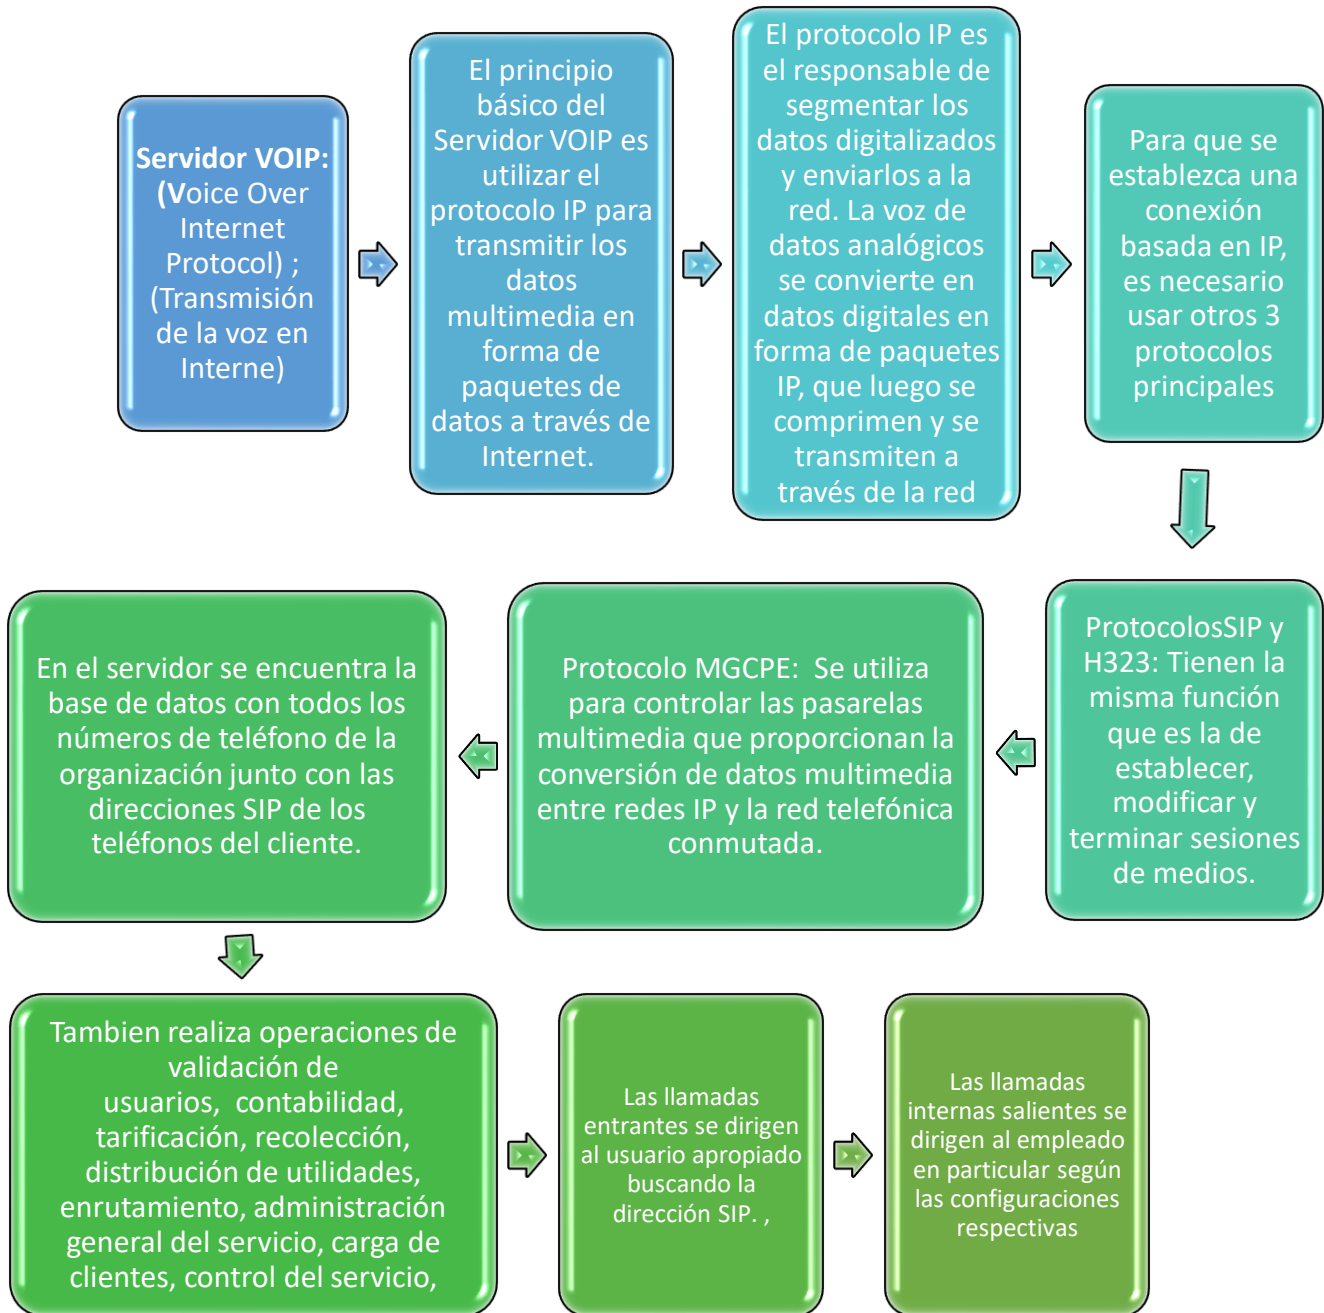 Servidor VOIP:
(Voice Over
Internet
Protocol) ;
(Transmisión
de la voz en
Interne)
El principio
básico del
Servidor VOIP es
utilizar el
protocolo IP para
transmitir los
datos
multimedia en
forma de
paquetes de
datos a través de
Internet.
El protocolo IP es
el responsable de
segmentar los
datos digitalizados
y enviarlos a la
red. La voz de
datos analógicos
se convierte en
datos digitales en
forma de paquetes
IP, que luego se
comprimen y se
transmiten a
través de la red
Para que se
establezca una
conexión
basada en IP,
es necesario
usar otros 3
protocolos
principales
ProtocolosSIP y
H323: Tienen la
misma función
que es la de
establecer,
modificar y
terminar sesiones
de medios.
Protocolo MGCPE: Se utiliza
para controlar las pasarelas
multimedia que proporcionan la
conversión de datos multimedia
entre redes IP y la red telefónica
conmutada.
En el servidor se encuentra la
base de datos con todos los
números de teléfono de la
organización junto con las
direcciones SIP de los
teléfonos del cliente.
Tambien realiza operaciones de
validación de
usuarios, contabilidad,
tarificación, recolección,
distribución de utilidades,
enrutamiento, administración
general del servicio, carga de
clientes, control del servicio,
Las llamadas
entrantes se dirigen
al usuario apropiado
buscando la
dirección SIP. ,
Las llamadas
internas salientes se
dirigen al empleado
en particular según
las configuraciones
respectivas